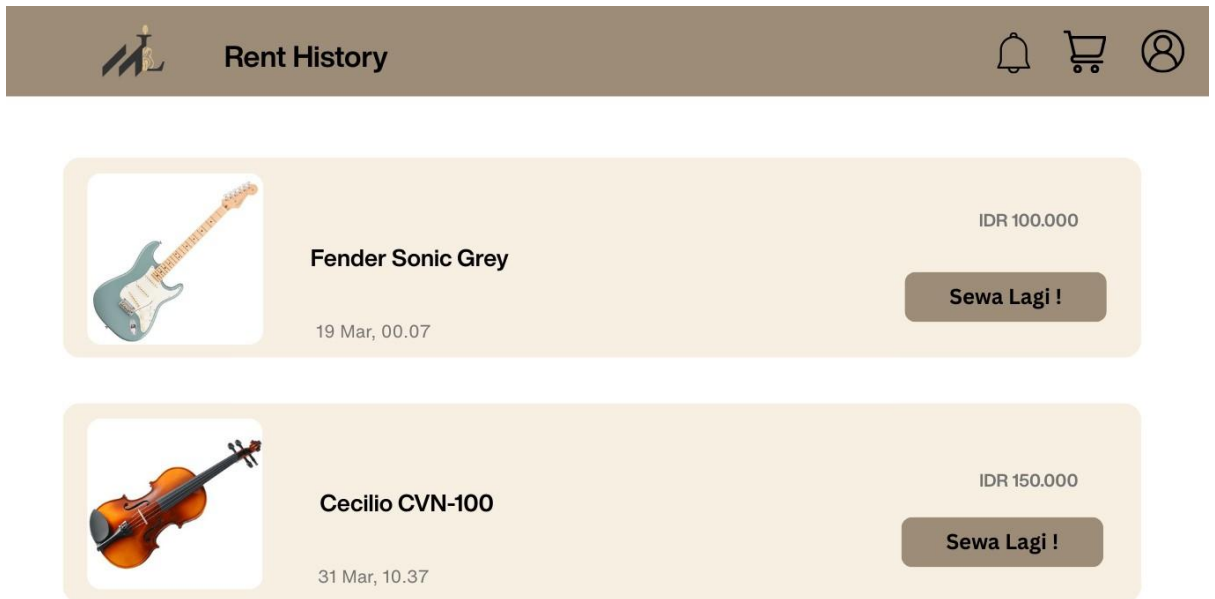 Rent History
IDR 100.000
Fender Sonic Grey
Sewa Lagi !
19 Mar, 00.07
IDR 150.000
Cecilio CVN-100
Sewa Lagi !
31 Mar, 10.37